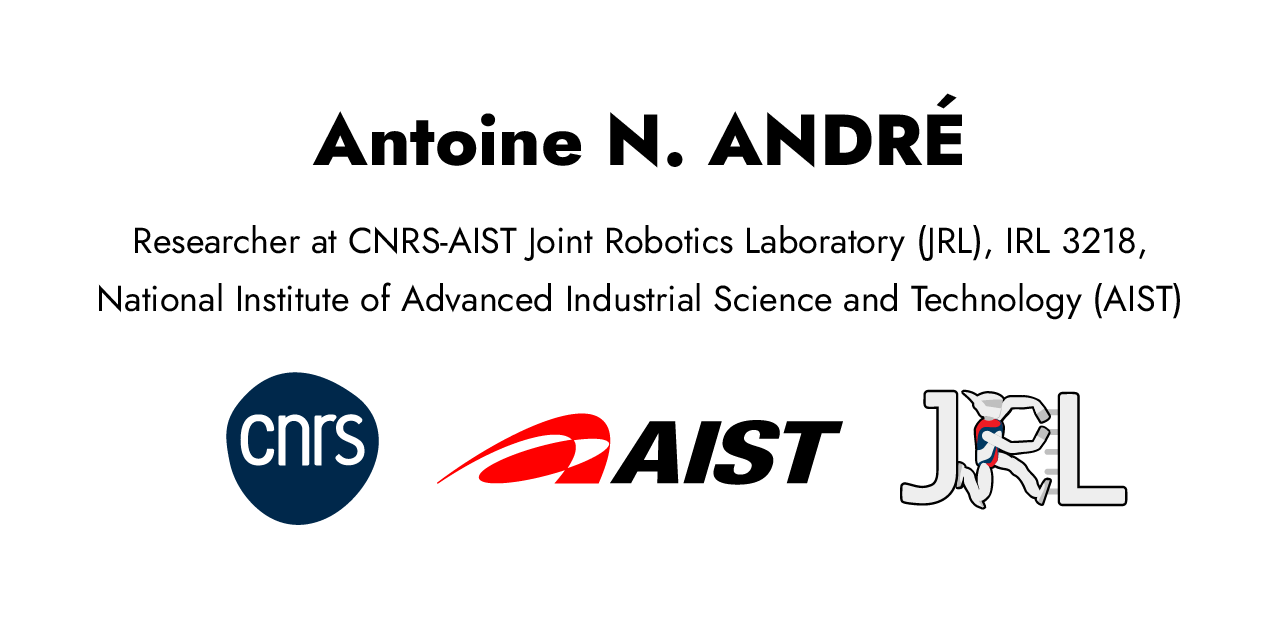 Antoine N. ANDRÉ
Researcher at CNRS-AIST Joint Robotics Laboratory (JRL), IRL 3218,
National Institute of Advanced Industrial Science and Technology (AIST)
cnrs AIST JRL